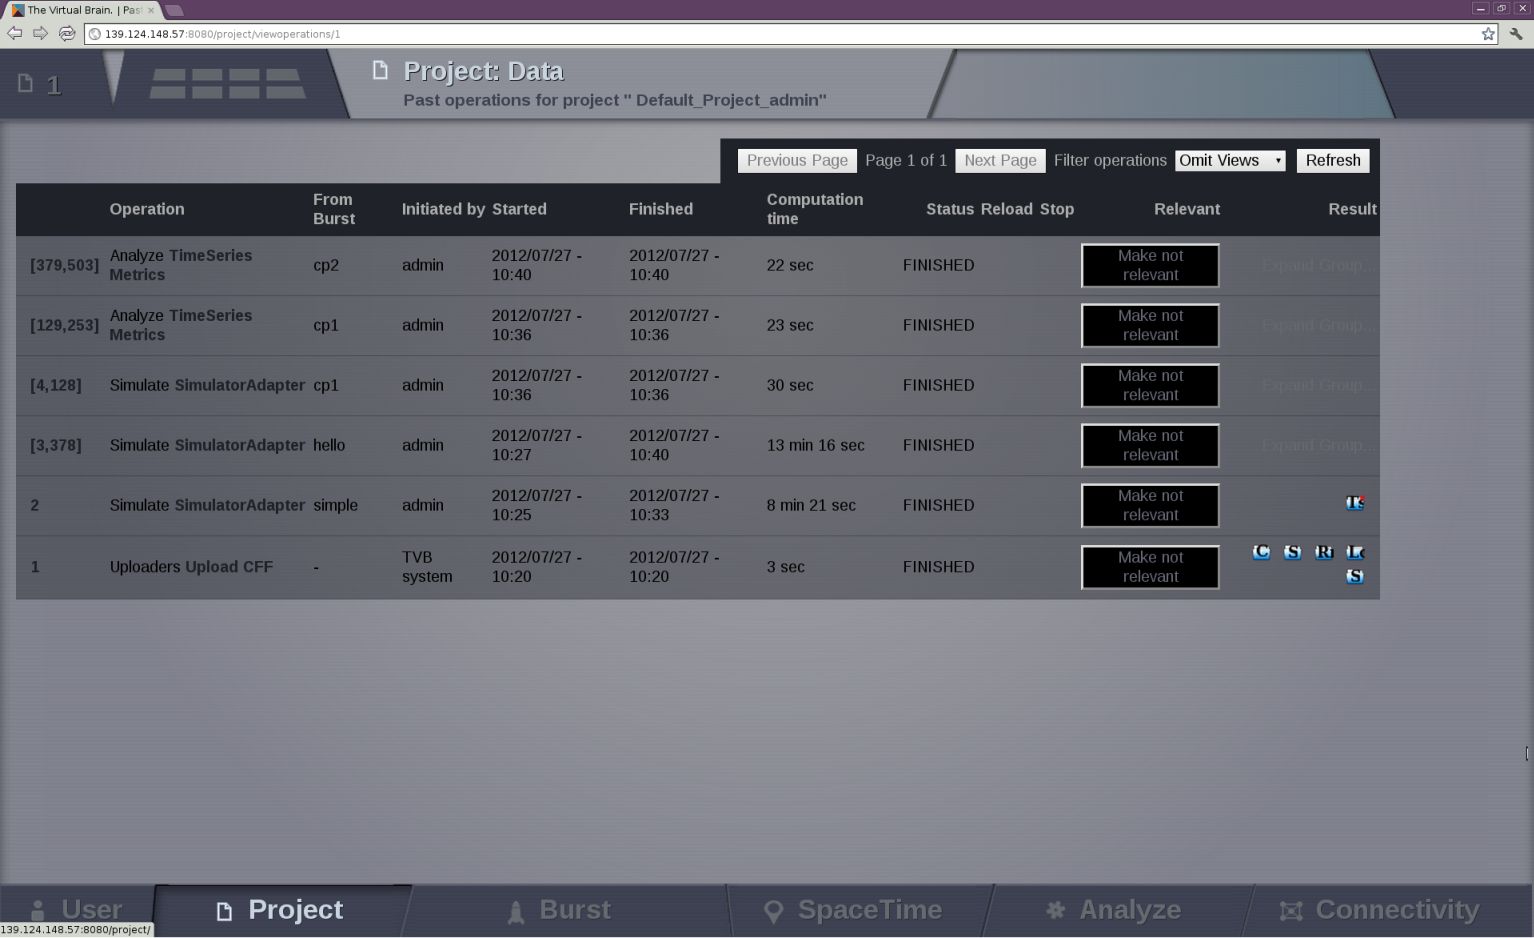 The Virtual Brain. | Pas
139.124.148.57:8080/project/viewoperations/1
1
Project: Data
Past operations for project " Default_Project_admin"
Previous Page Page 1 of 1 Next Page Filter operations Omit Views Refresh
Operation From Burst Initiated by Started Finished Computation time Status Reload Stop Relevant Result
[379,503] Analyze TimeSeries Metrics cp2 admin 2012/07/27 - 10:40 2012/07/27 - 10:40 22 sec FINISHED Make not relevant Expand Group...
[129,253] Analyze TimeSeries Metrics cp1 admin 2012/07/27 - 10:36 2012/07/27 - 10:36 23 sec FINISHED Make not relevant Expand Group...
[4,128] Simulate SimulatorAdapter cp1 admin 2012/07/27 - 10:36 2012/07/27 - 10:36 30 sec FINISHED Make not relevant Expand Group...
[3,378] Simulate SimulatorAdapter hello admin 2012/07/27 - 10:27 2012/07/27 - 10:40 13 min 16 sec FINISHED Make not relevant Expand Group...
2 Simulate SimulatorAdapter simple admin 2012/07/27 - 10:25 2012/07/27 - 10:33 8 min 21 sec FINISHED Make not relevant
1 Uploaders Upload CFF - TVB system 2012/07/27 - 10:20 2012/07/27 - 10:20 3 sec FINISHED Make not relevant C S
S
User Project Burst SpaceTime Analyze Connectivity
139.124.148.57:8080/project/